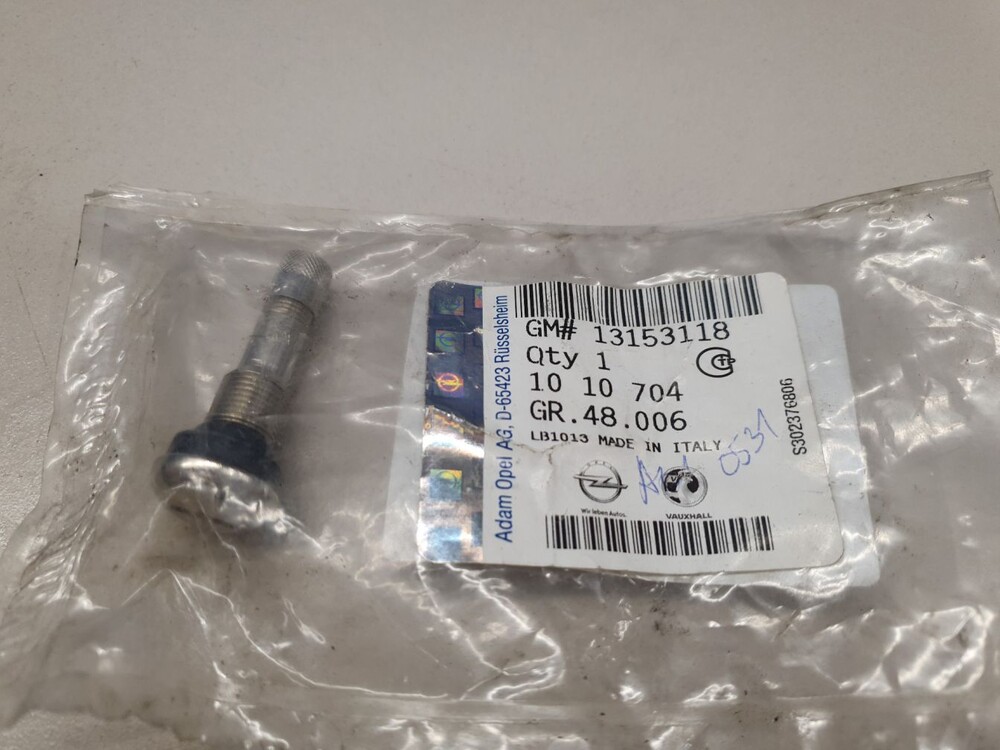 Adam Opel AG, D-65423 Rüsselsheim
GM# 13153118
Qty 1
10 10 704
GR.48.006
LB1013 MADE IN ITALY
Wir leben Autos.
VAUXHALL
S302376806
0531